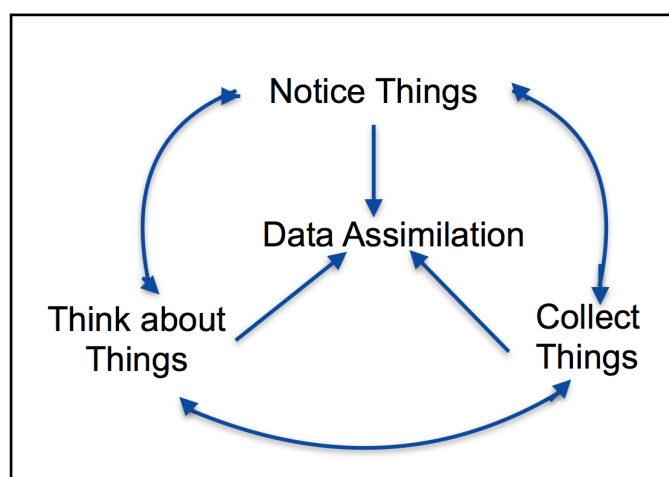 Notice Things
Data Assimilation
Think about
Things
Collect
Things